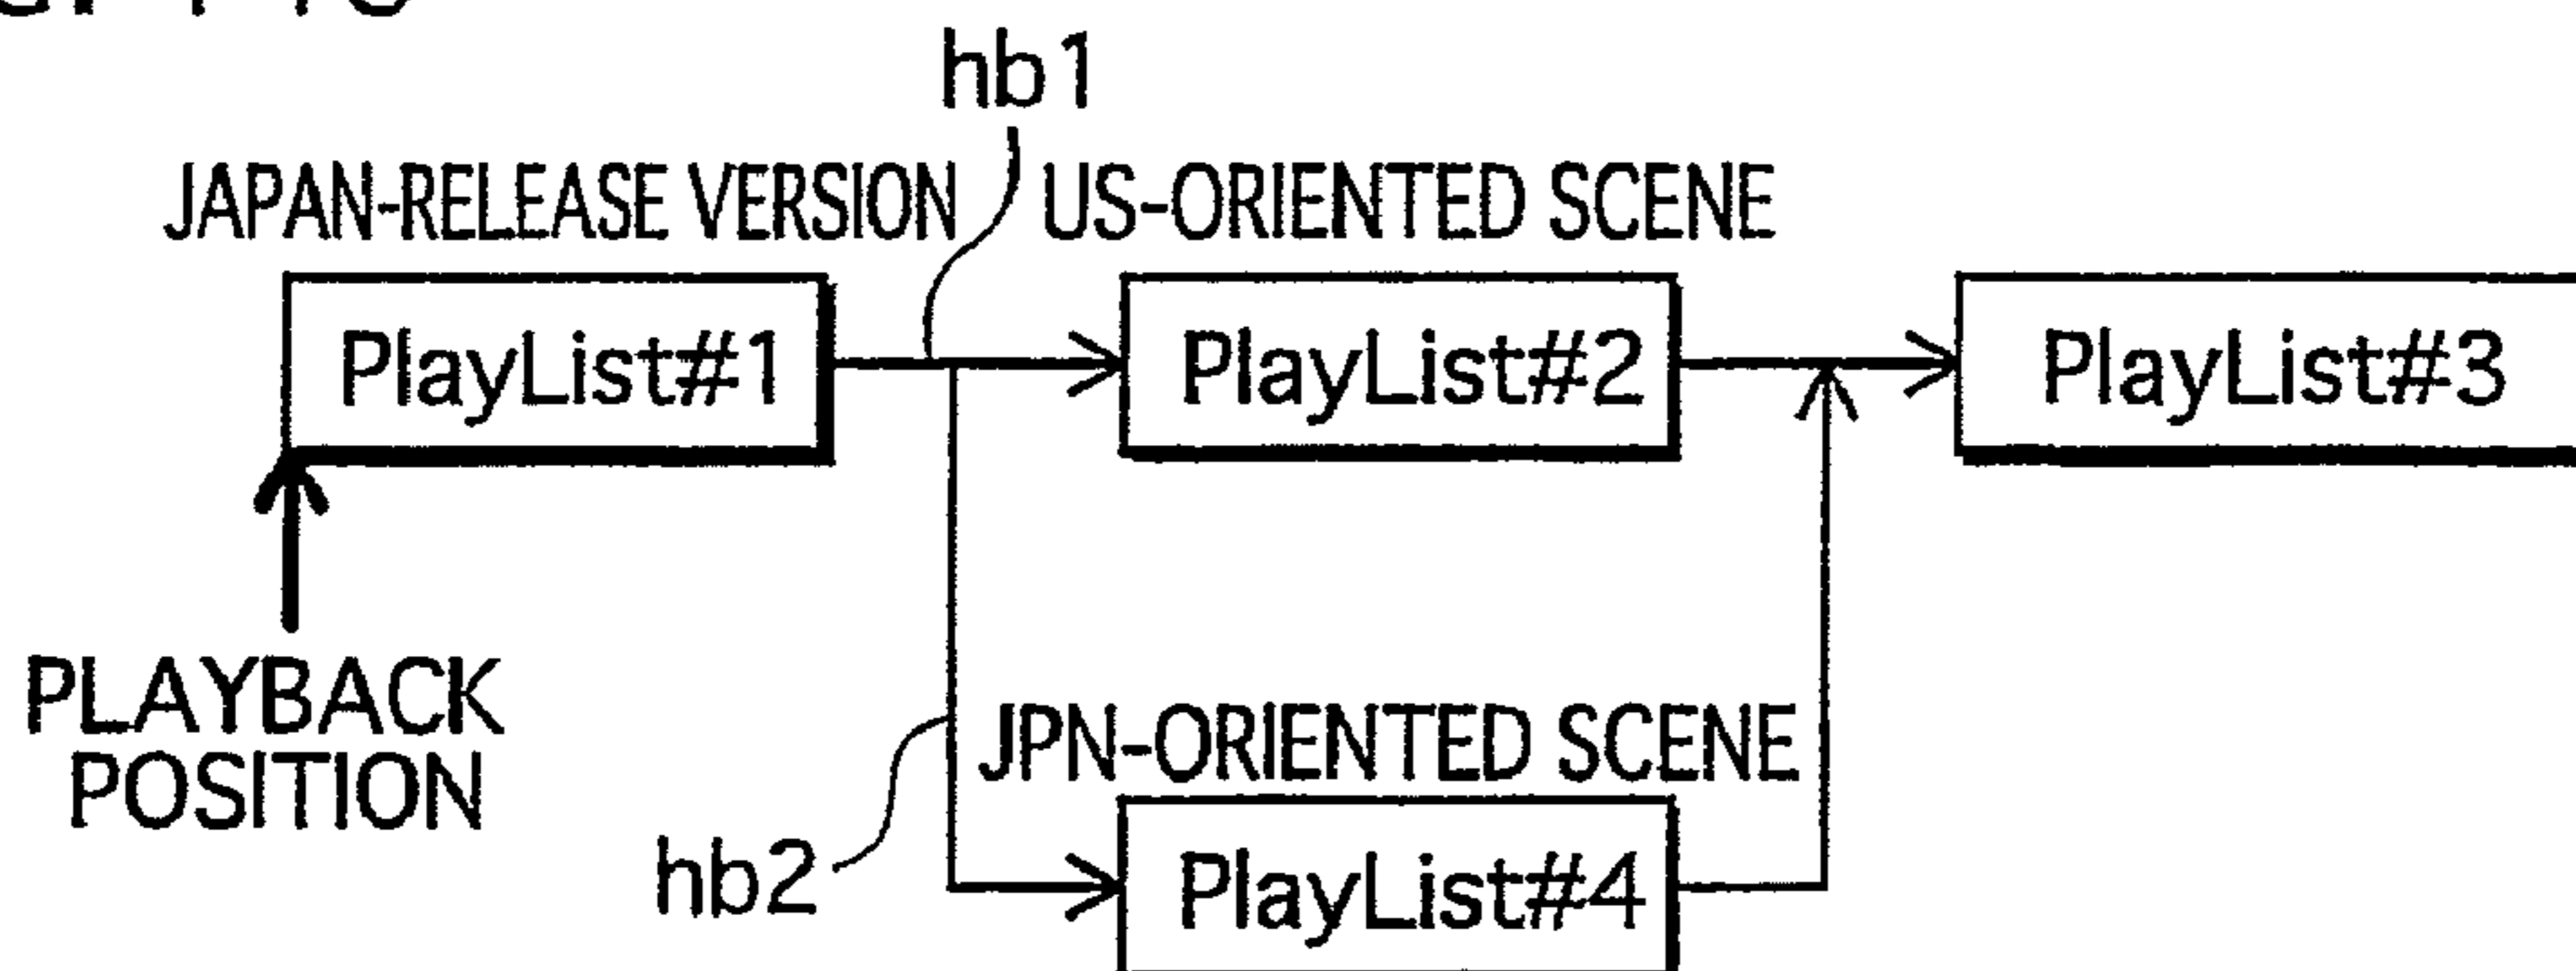 hb1
JAPAN-RELEASE VERSION US-ORIENTED SCENE
PlayList#1 PlayList#2 PlayList#3
PLAYBACK
POSITION
JPN-ORIENTED SCENE
hb2
PlayList#4